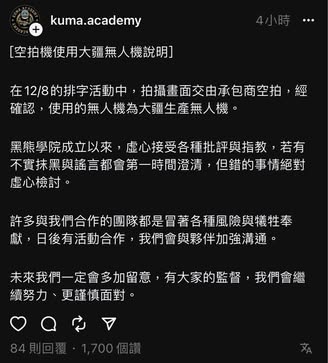 kuma.academy
4小時
[空拍機使用大疆無人機說明]
在12/8的排字活動中，拍攝畫面交由承包商空拍，經
確認，使用的無人機為大疆生產無人機。
黑熊學院成立以來，虛心接受各種批評與指教，若有
不實抹黑與謠言都會第一時間澄清，但錯的事情絕對
虛心檢討。
許多與我們合作的團隊都是冒著各種風險與犧牲奉
獻，日後有活動合作，我們會與夥伴加強溝通。
未來我們一定會多加留意，有大家的監督，我們會繼
續努力、更謹慎面對。
84 則回覆 · 1,700 個讚